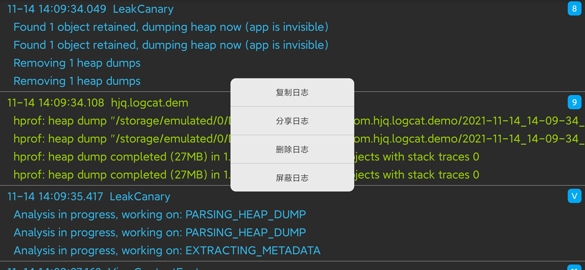 11-14 14:09:34.049 LeakCanary 8
Found 1 object retained, dumping heap now (app is invisible)
Found 1 object retained, dumping heap now (app is invisible)
Removing 1 heap dumps
Removing 1 heap dumps
11-14 14:09:34.108 hjq.logcat.dem 9
hprof: heap dump "/storage/emulated/0/ om.hjq.logcat.demo/2021-11-14_14-09-34_
hprof: heap dump "/storage/emulated/0/ om.hjq.logcat.demo/2021-11-14_14-09-34_
hprof: heap dump completed (27MB) in 1. bjects with stack traces 0
hprof: heap dump completed (27MB) in 1. bjects with stack traces 0
复制日志
分享日志
删除日志
屏蔽日志
11-14 14:09:35.417 LeakCanary V
Analysis in progress, working on: PARSING_HEAP_DUMP
Analysis in progress, working on: PARSING_HEAP_DUMP
Analysis in progress, working on: EXTRACTING_METADATA